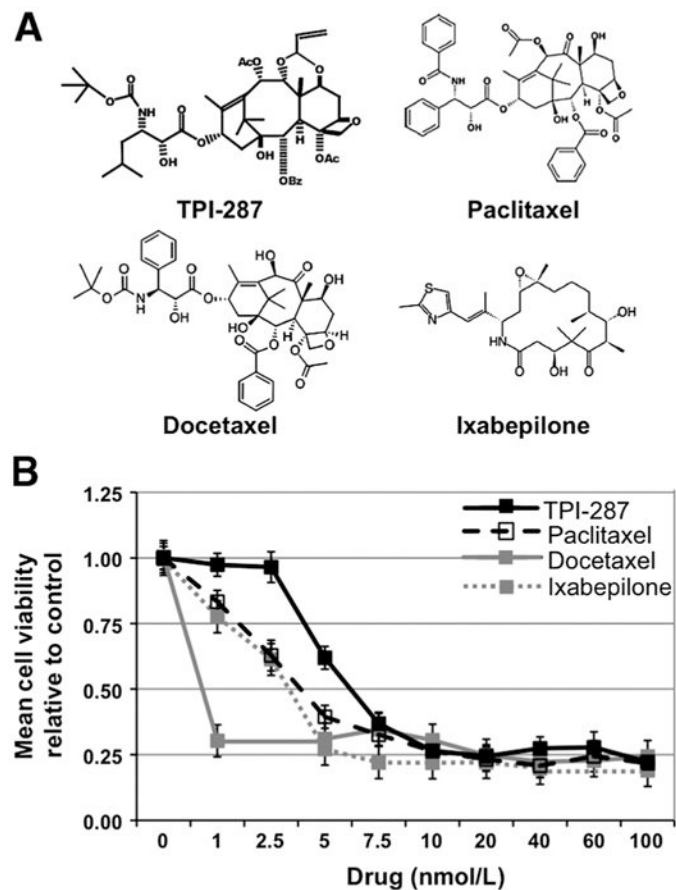 A
AcO
O
O
O
O
NH
O
O
OH
O
OH
H
O
OAc
OBz
TPI-287
O
O
O
OH
O
NH
O
O
OH
OH
H
O
O
O
O
O
Paclitaxel
O
O
N
H
O
OH
O
OH
O
OH
HO
H
O
O
O
O
H
O
Docetaxel
S
N
O
NH
O
OH
O
OH
Ixabepilone
B
1.25
1.00
0.75
0.50
0.25
0.00
Mean cell viability
relative to control
TPI-287
Paclitaxel
Docetaxel
Ixabepilone
0 1 2.5 5 7.5 10 20 40 60 100
Drug (nmol/L)